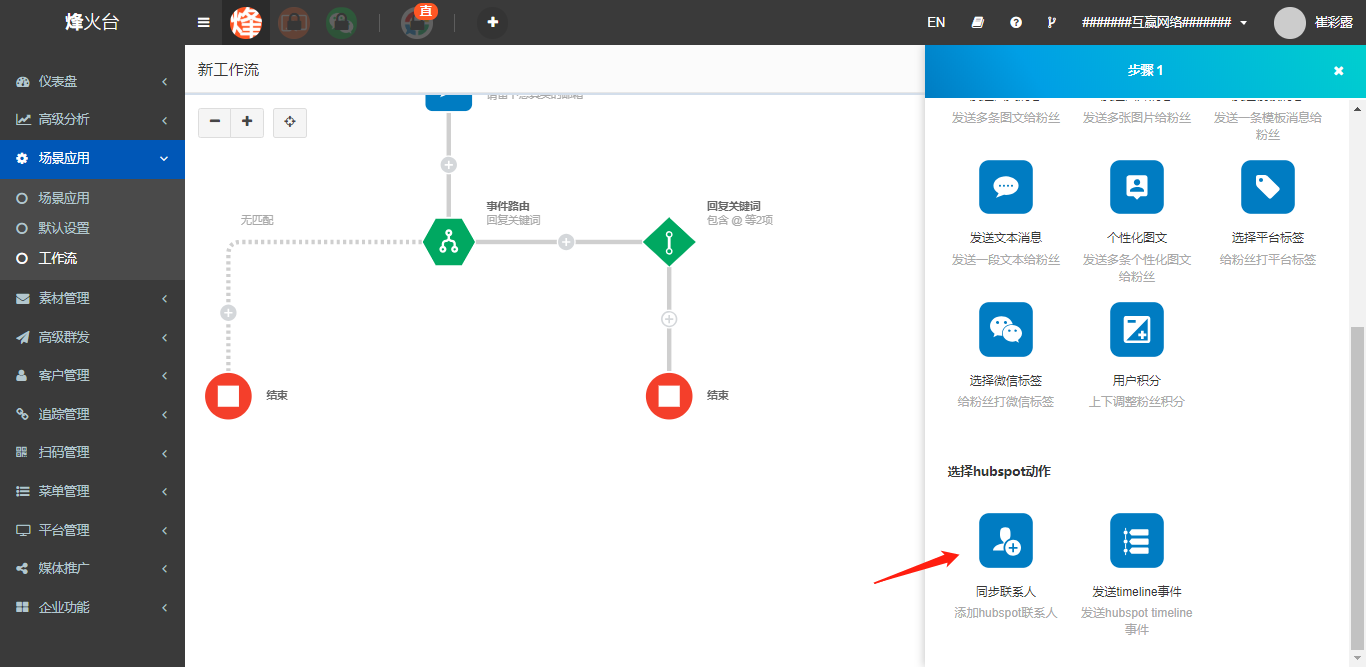 烽火台
烽
直
EN
#######互赢网络#######
崔彩露
仪表盘
高级分析
场景应用
场景应用
默认设置
工作流
素材管理
高级群发
客户管理
追踪管理
扫码管理
菜单管理
平台管理
媒体推广
企业功能
新工作流
无匹配
事件路由
回复关键词
回复关键词
包含 @ 等2项
结束
结束
步骤 1
发送多条图文给粉丝
发送多张图片给粉丝
发送一条模板消息给
粉丝
发送文本消息
发送一段文本给粉丝
个性化图文
发送多条个性化图文
给粉丝
选择平台标签
给粉丝打平台标签
选择微信标签
给粉丝打微信标签
用户积分
上下调整粉丝积分
选择hubspot动作
同步联系人
添加hubspot联系人
发送timeline事件
发送hubspot timeline
事件